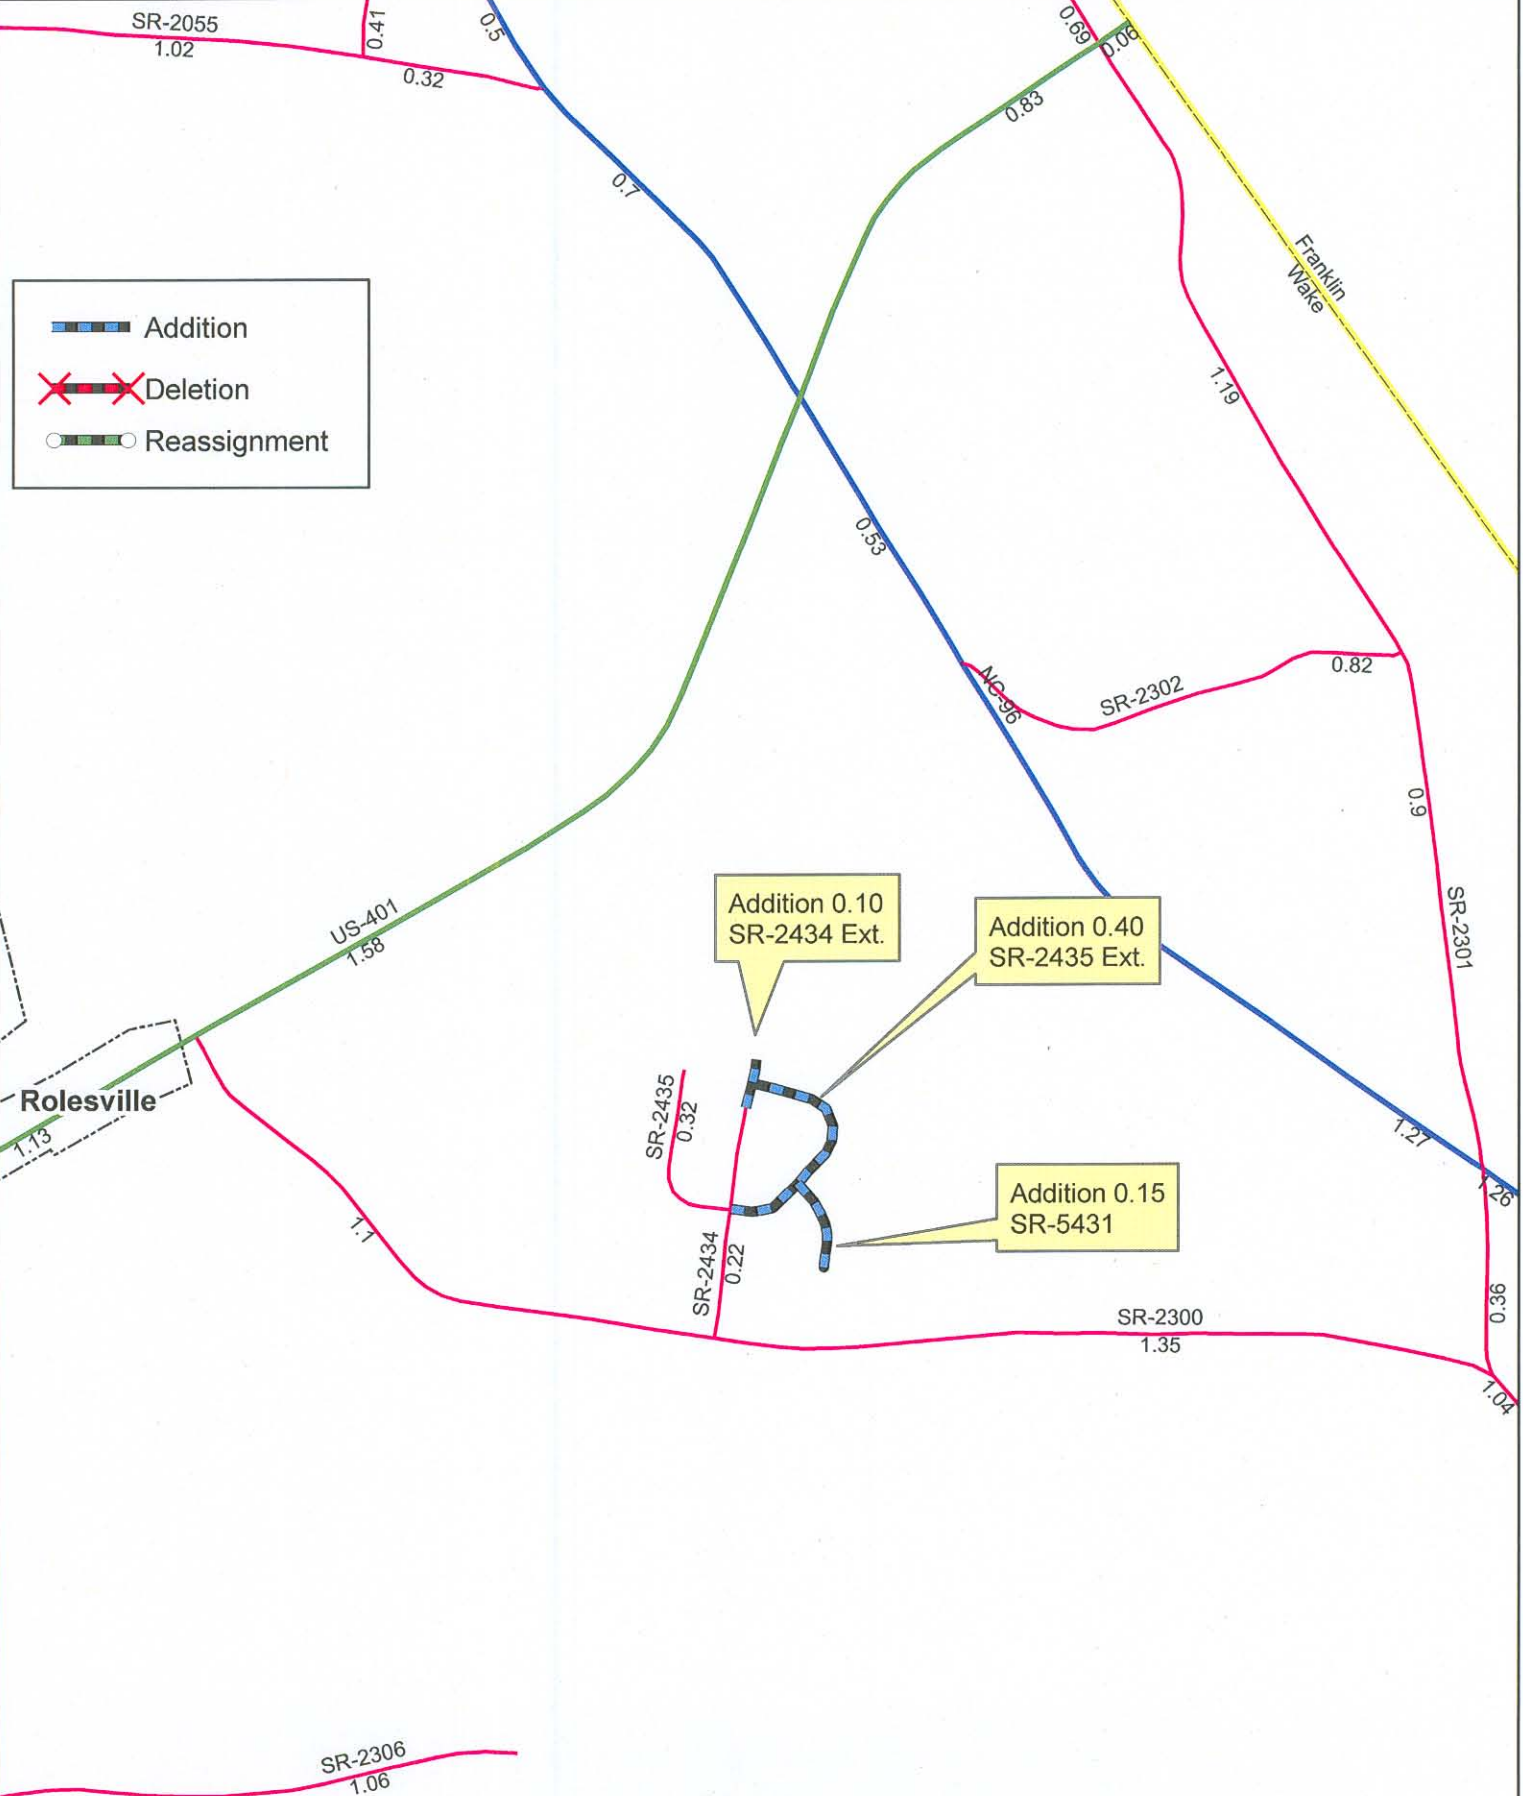 SR-2055
1.02
0.41
0.32
0.5
0.7
0.69
0.06
0.83
Franklin
Wake
Addition
Deletion
Reassignment
1.19
0.53
NC-96
SR-2302
0.82
0.9
SR-2301
US-401
1.58
Addition 0.10
SR-2434 Ext.
Addition 0.40
SR-2435 Ext.
Rolesville
1.13
SR-2435
0.32
1.27
1.26
Addition 0.15
SR-5431
1.1
SR-2434
0.22
SR-2300
1.35
0.36
1.04
SR-2306
1.06